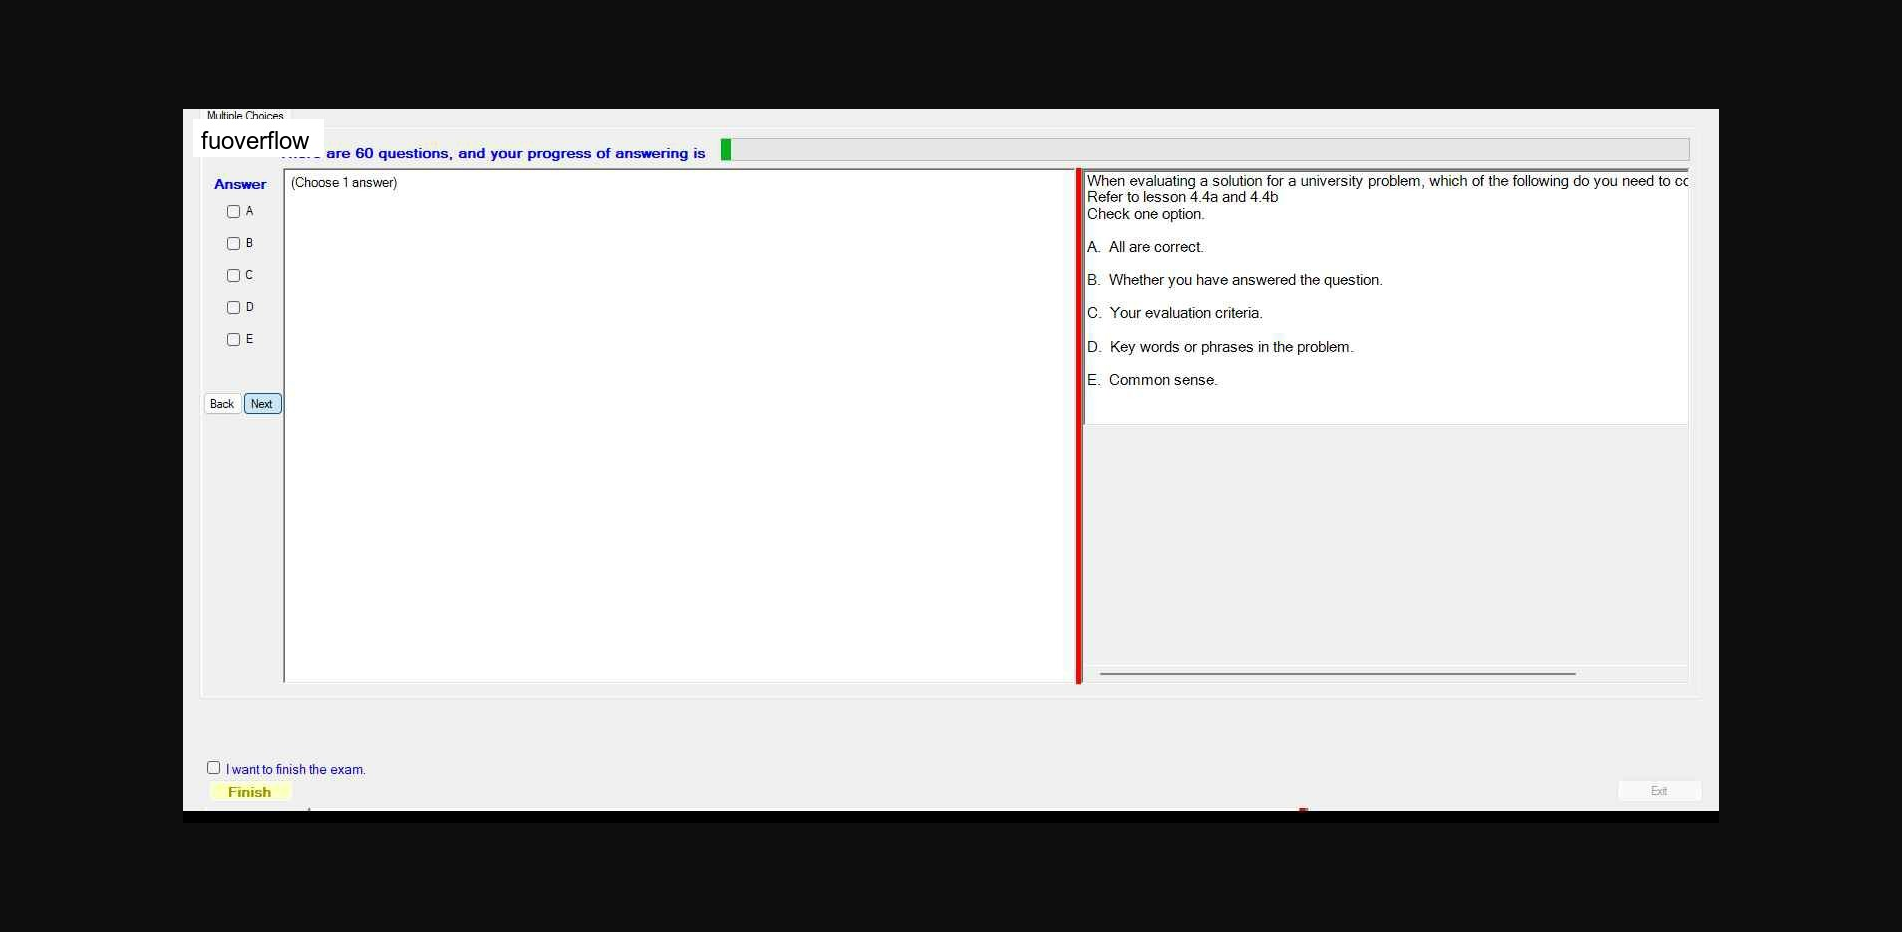 Multiple Choices
fuoverflow
are 60 questions, and your progress of answering is
Answer
A
B
C
D
E
Back
Next
(Choose 1 answer)
When evaluating a solution for a university problem, which of the following do you need to
Refer to lesson 4.4a and 4.4b
Check one option.
A. All are correct.
B. Whether you have answered the question.
C. Your evaluation criteria.
D. Key words or phrases in the problem.
E. Common sense.
I want to finish the exam.
Finish
Exit